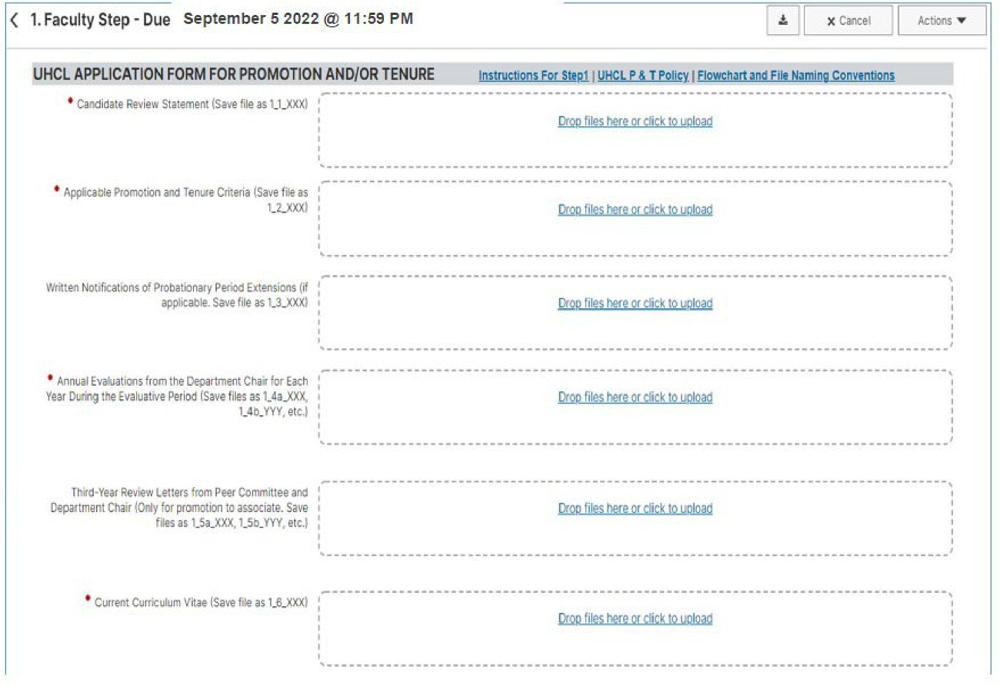 1. Faculty Step - Due September 5 2022 @ 11:59 PM
x Cancel
Actions
UHCL APPLICATION FORM FOR PROMOTION AND/OR TENURE
Instructions For Step1 | UHCL P & T Policy | Flowchart and File Naming Conventions
Candidate Review Statement (Save file as 1_1_XXX)
Drop files here or click to upload
Applicable Promotion and Tenure Criteria (Save file as
1_2_XXX)
Drop files here or click to upload
Written Notifications of Probationary Period Extensions (if
applicable. Save file as 1_3_XXX)
Drop files here or click to upload
Annual Evaluations from the Department Chair for Each
Year During the Evaluative Period (Save files as 1_4a_XXX,
1_4b_YYY, etc.)
Drop files here or click to upload
Third-Year Review Letters from Peer Committee and
Department Chair (Only for promotion to associate. Save
files as 1_5a_XXX, 1_5b_YYY, etc.)
Drop files here or click to upload
Current Curriculum Vitae (Save file as 1_6_XXX)
Drop files here or click to upload